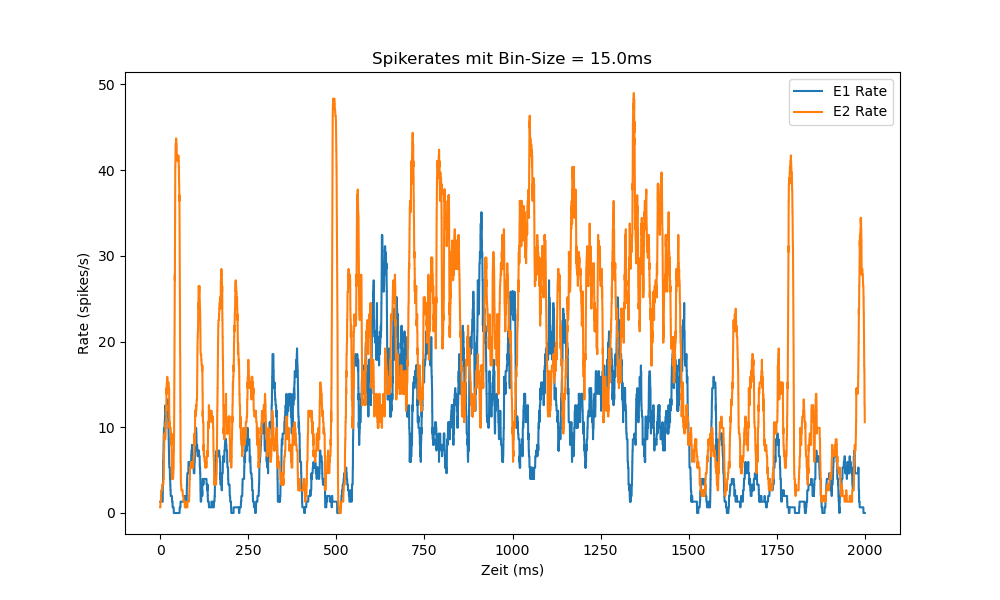 Spikerates mit Bin-Size = 15.0ms
E1 Rate
E2 Rate
50
40
30
20
10
0
Rate (spikes/s)
0 250 500 750 1000 1250 1500 1750 2000
Zeit (ms)